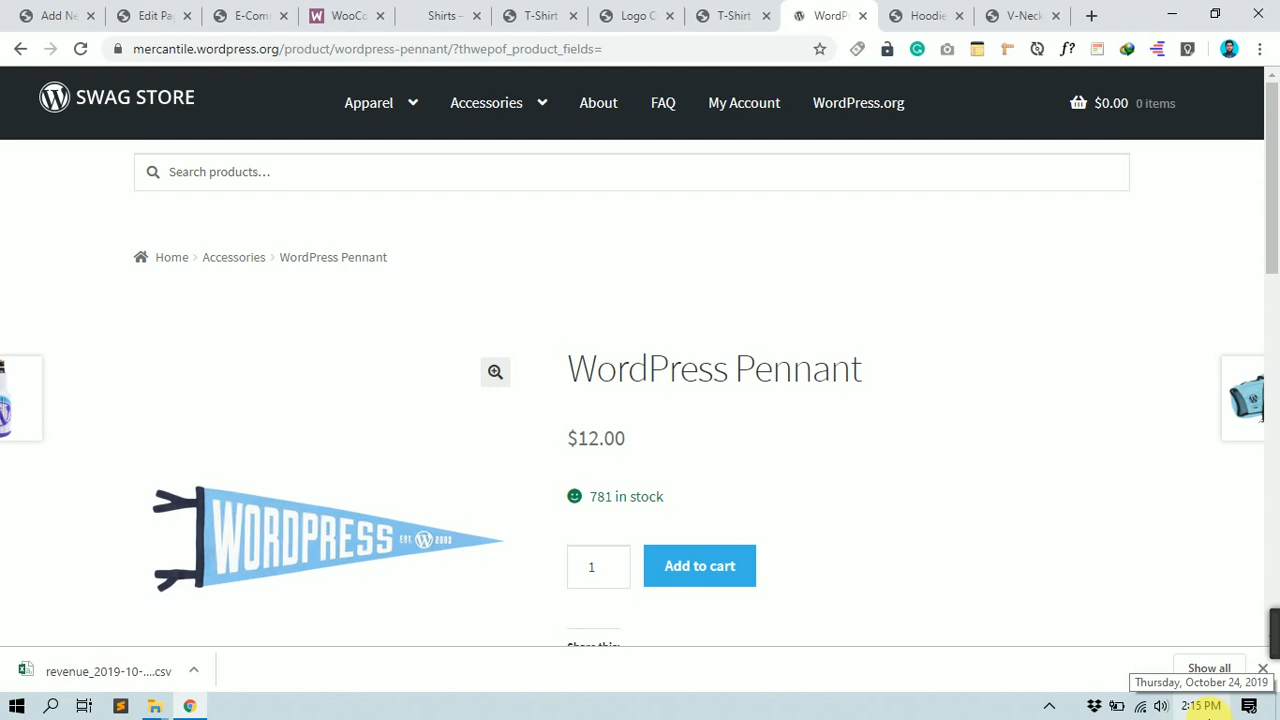 Add Ne
Edit Pa
E-Com
WooCo
Shirts –
T-Shirt
Logo C
T-Shirt
WordP
Hoodie
V-Neck
mercantile.wordpress.org/product/wordpress-pennant/?thwepof_product_fields=
SWAG STORE
Apparel
Accessories
About
FAQ
My Account
WordPress.org
$0.00 0 items
Search products…
Home > Accessories > WordPress Pennant
WordPress Pennant
$12.00
781 in stock
WORDPRESS EST. 2003
1
Add to cart
Share this:
revenue_2019-10-....csv
Show all
Thursday, October 24, 2019
2:15 PM